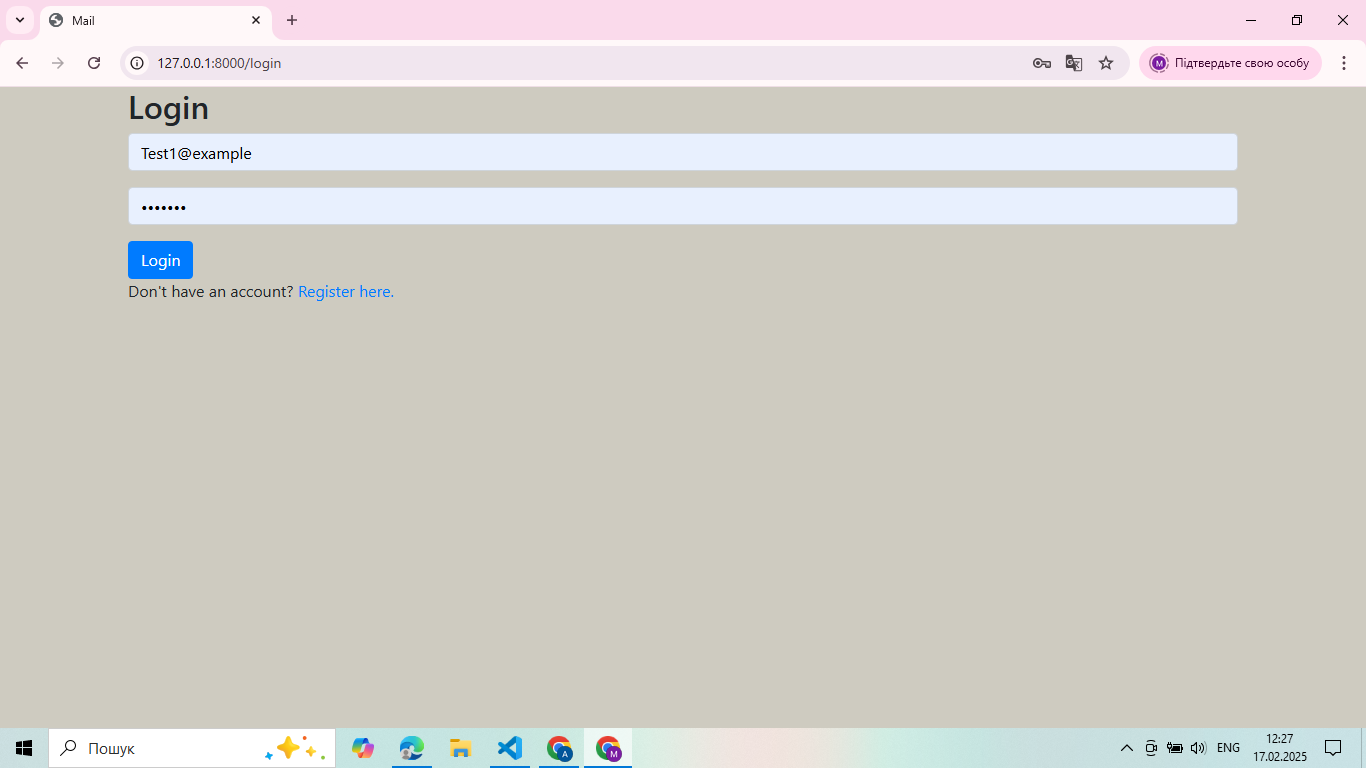 Mail
127.0.0.1:8000/login
M Підтвердьте свою особу
Login
Test1@example
•••••••
Login
Don't have an account? Register here.
Пошук
A
M
ENG
12:27
17.02.2025